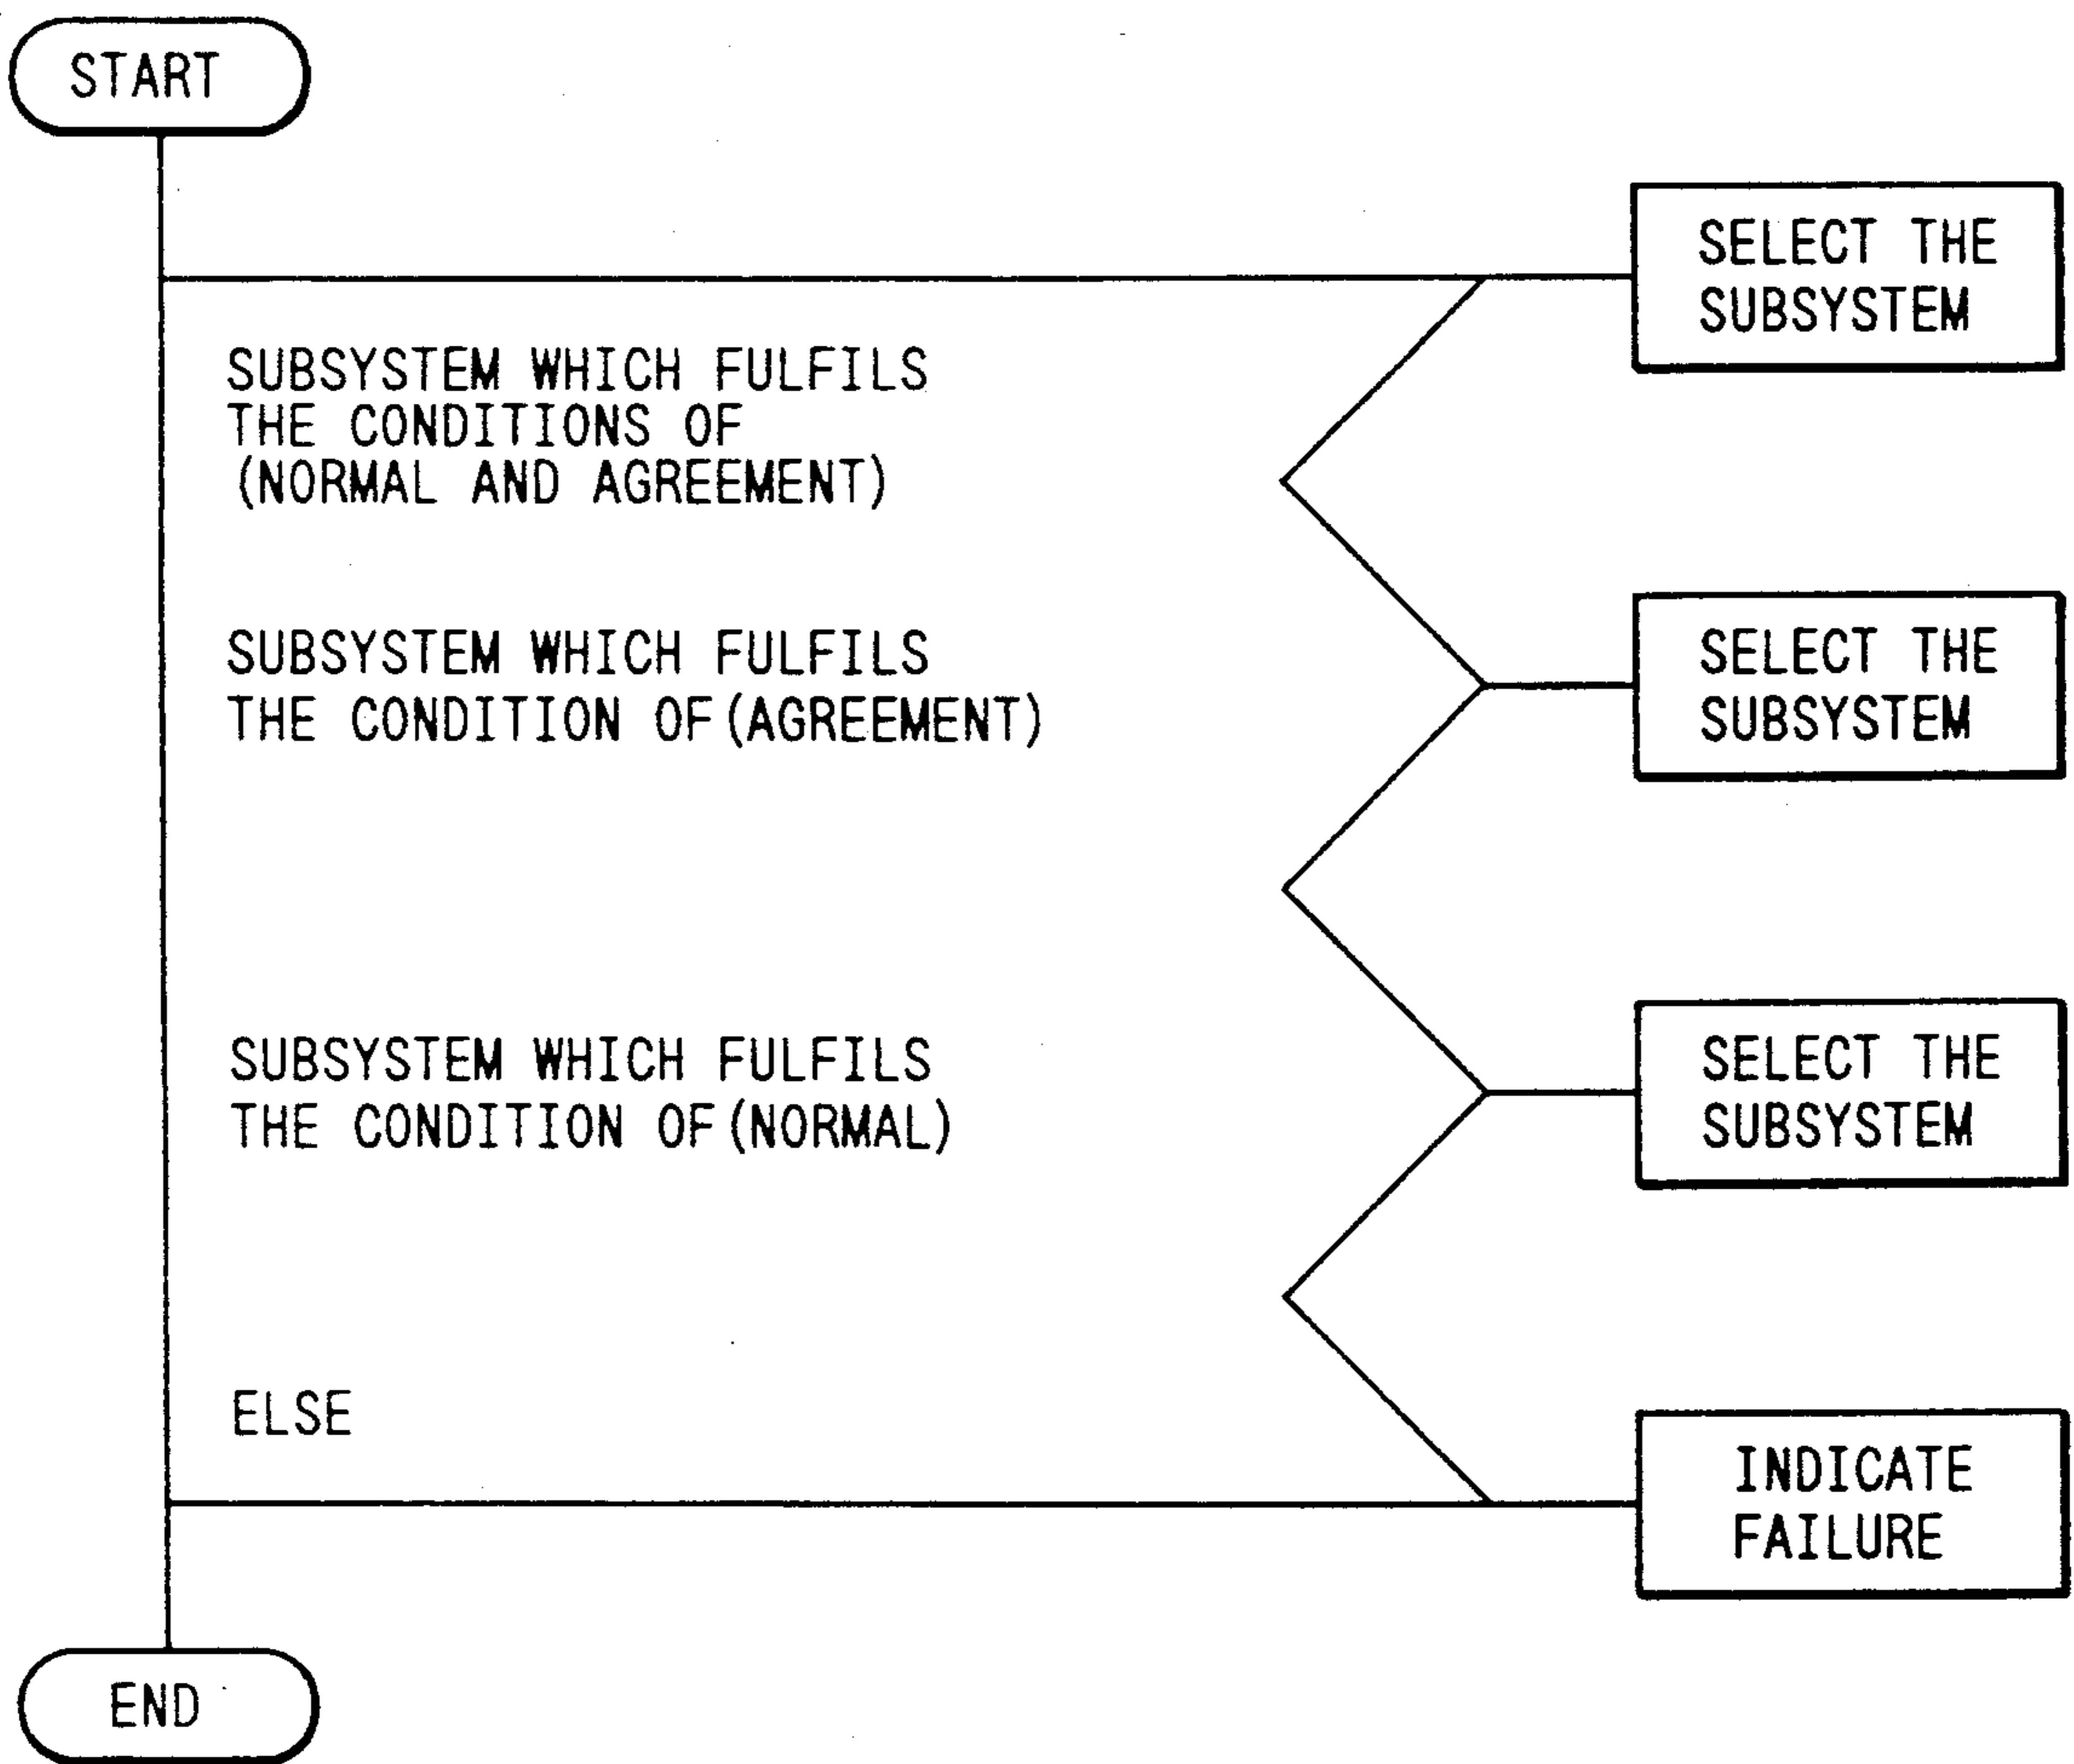 START
SELECT THE
SUBSYSTEM
SUBSYSTEM WHICH FULFILS
THE CONDITIONS OF
(NORMAL AND AGREEMENT)
SUBSYSTEM WHICH FULFILS
THE CONDITION OF (AGREEMENT)
SELECT THE
SUBSYSTEM
SUBSYSTEM WHICH FULFILS
THE CONDITION OF (NORMAL)
SELECT THE
SUBSYSTEM
ELSE
INDICATE
FAILURE
END